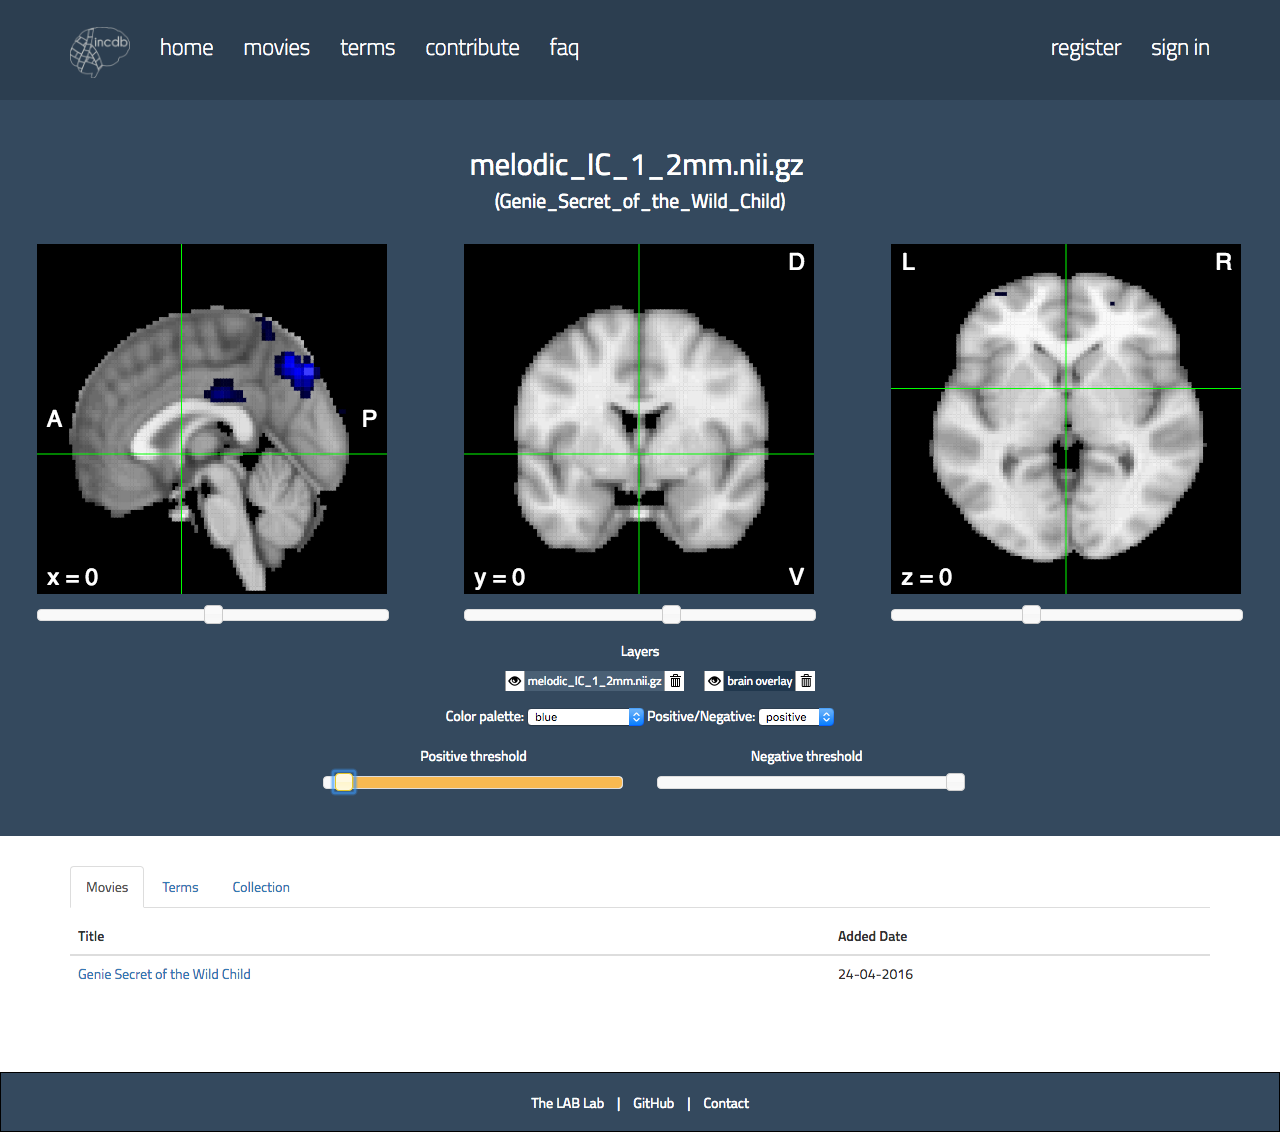 incdb home movies terms contribute faq register sign in
melodic_IC_1_2mm.nii.gz
(Genie_Secret_of_the_Wild_Child)
D L R
A P
x = 0 y = 0 V z = 0
Layers
melodic_IC_1_2mm.nii.gz brain overlay
Color palette: blue Positive/Negative: positive
Positive threshold Negative threshold
Movies Terms Collection
Title Added Date
Genie Secret of the Wild Child 24-04-2016
The LAB Lab | GitHub | Contact